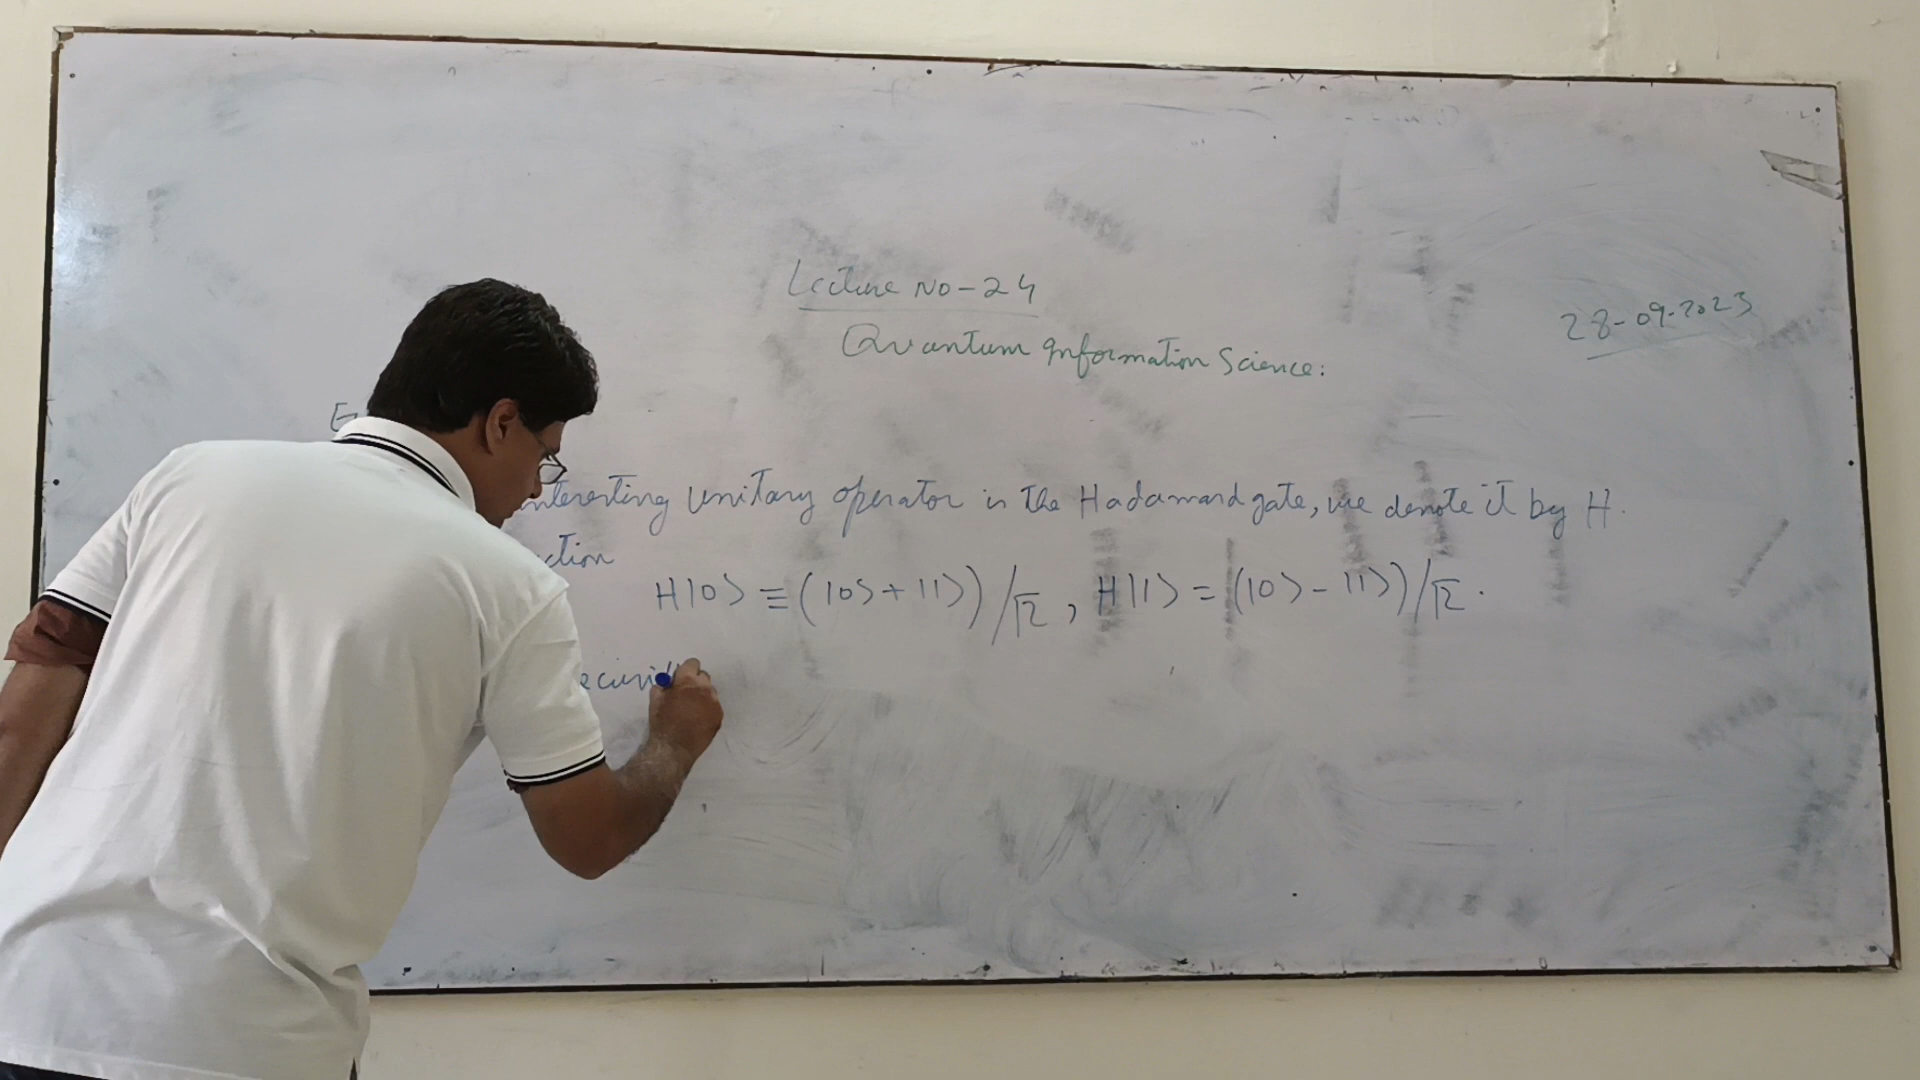 Lecture No-24
28-09-2023
Quantum Information Science:
interesting unitary operator is the Hadamard gate, we denote it by H.
H|0> ≡ (|0> + |1>)/√2, H|1> = (|0> - |1>)/√2.